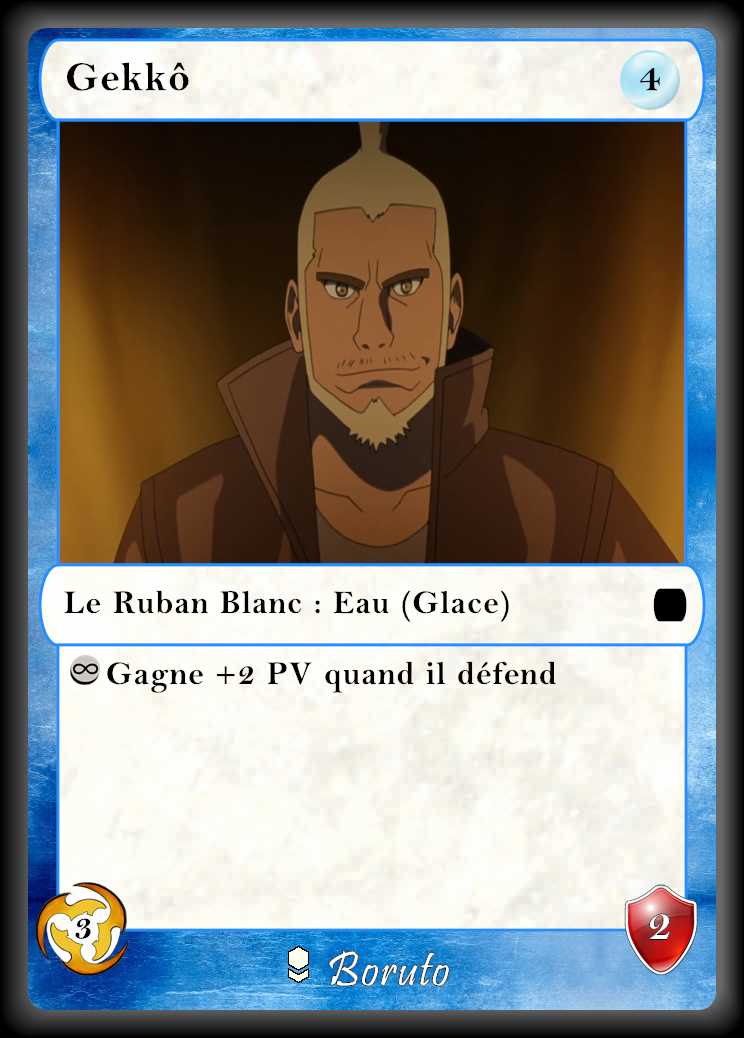 Gekkô
4
Le Ruban Blanc : Eau (Glace)
Gagne +2 PV quand il défend
3
2
Boruto